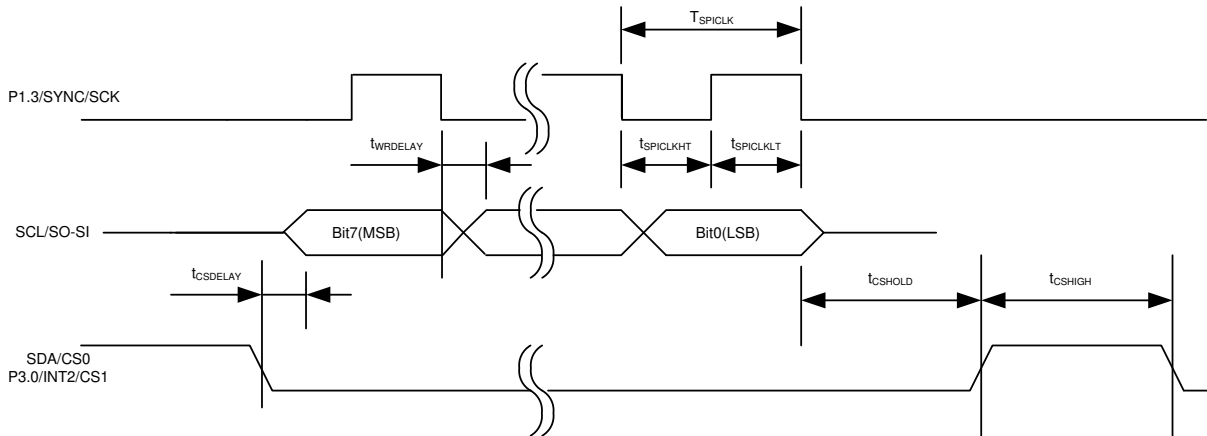 TSPICLK
P1.3/SYNC/SCK
tWRDELAY
tSPICLKHT
tSPICLKLT
SCL/SO-SI
Bit7(MSB)
Bit0(LSB)
tCSDELAY
tCSHOLD
tCSHIGH
SDA/CS0
P3.0/INT2/CS1